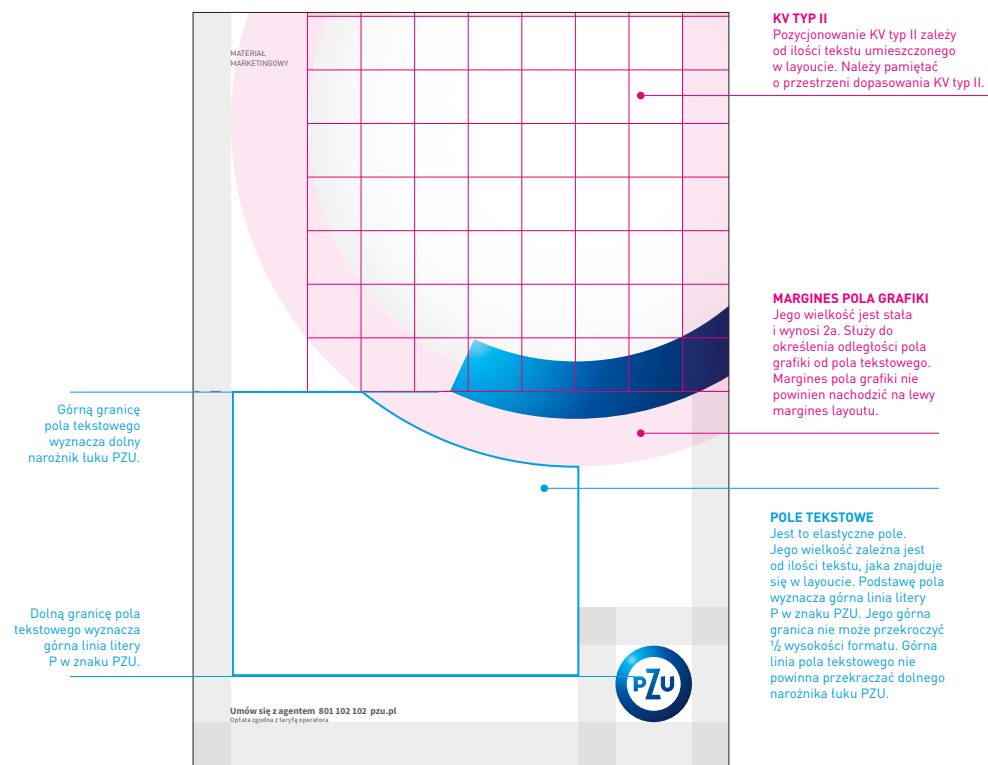 MATERIAŁ
MARKETINGOWY
KV TYP II
Pozycjonowanie KV typ II zależy
od ilości tekstu umieszczonego
w layoucie. Należy pamiętać
o przestrzeni dopasowania KV typ II.
MARGINES POLA GRAFIKI
Jego wielkość jest stała
i wynosi 2a. Służy do
określenia odległości pola
grafiki od pola tekstowego.
Margines pola grafiki nie
powinien nachodzić na lewy
margines layoutu.
Górną granicę
pola tekstowego
wyznacza dolny
narożnik łuku PZU.
POLE TEKSTOWE
Jest to elastyczne pole.
Jego wielkość zależna jest
od ilości tekstu, jaka znajduje
się w layoucie. Podstawę pola
wyznacza górna linia litery
P w znaku PZU. Jego górna
granica nie może przekroczyć
½ wysokości formatu. Górna
linia pola tekstowego nie
powinna przekraczać dolnego
narożnika łuku PZU.
Dolną granicę pola
tekstowego wyznacza
górna linia litery
P w znaku PZU.
PZU
Umów się z agentem 801 102 102 pzu.pl
Opłata zgodna z taryfą operatora